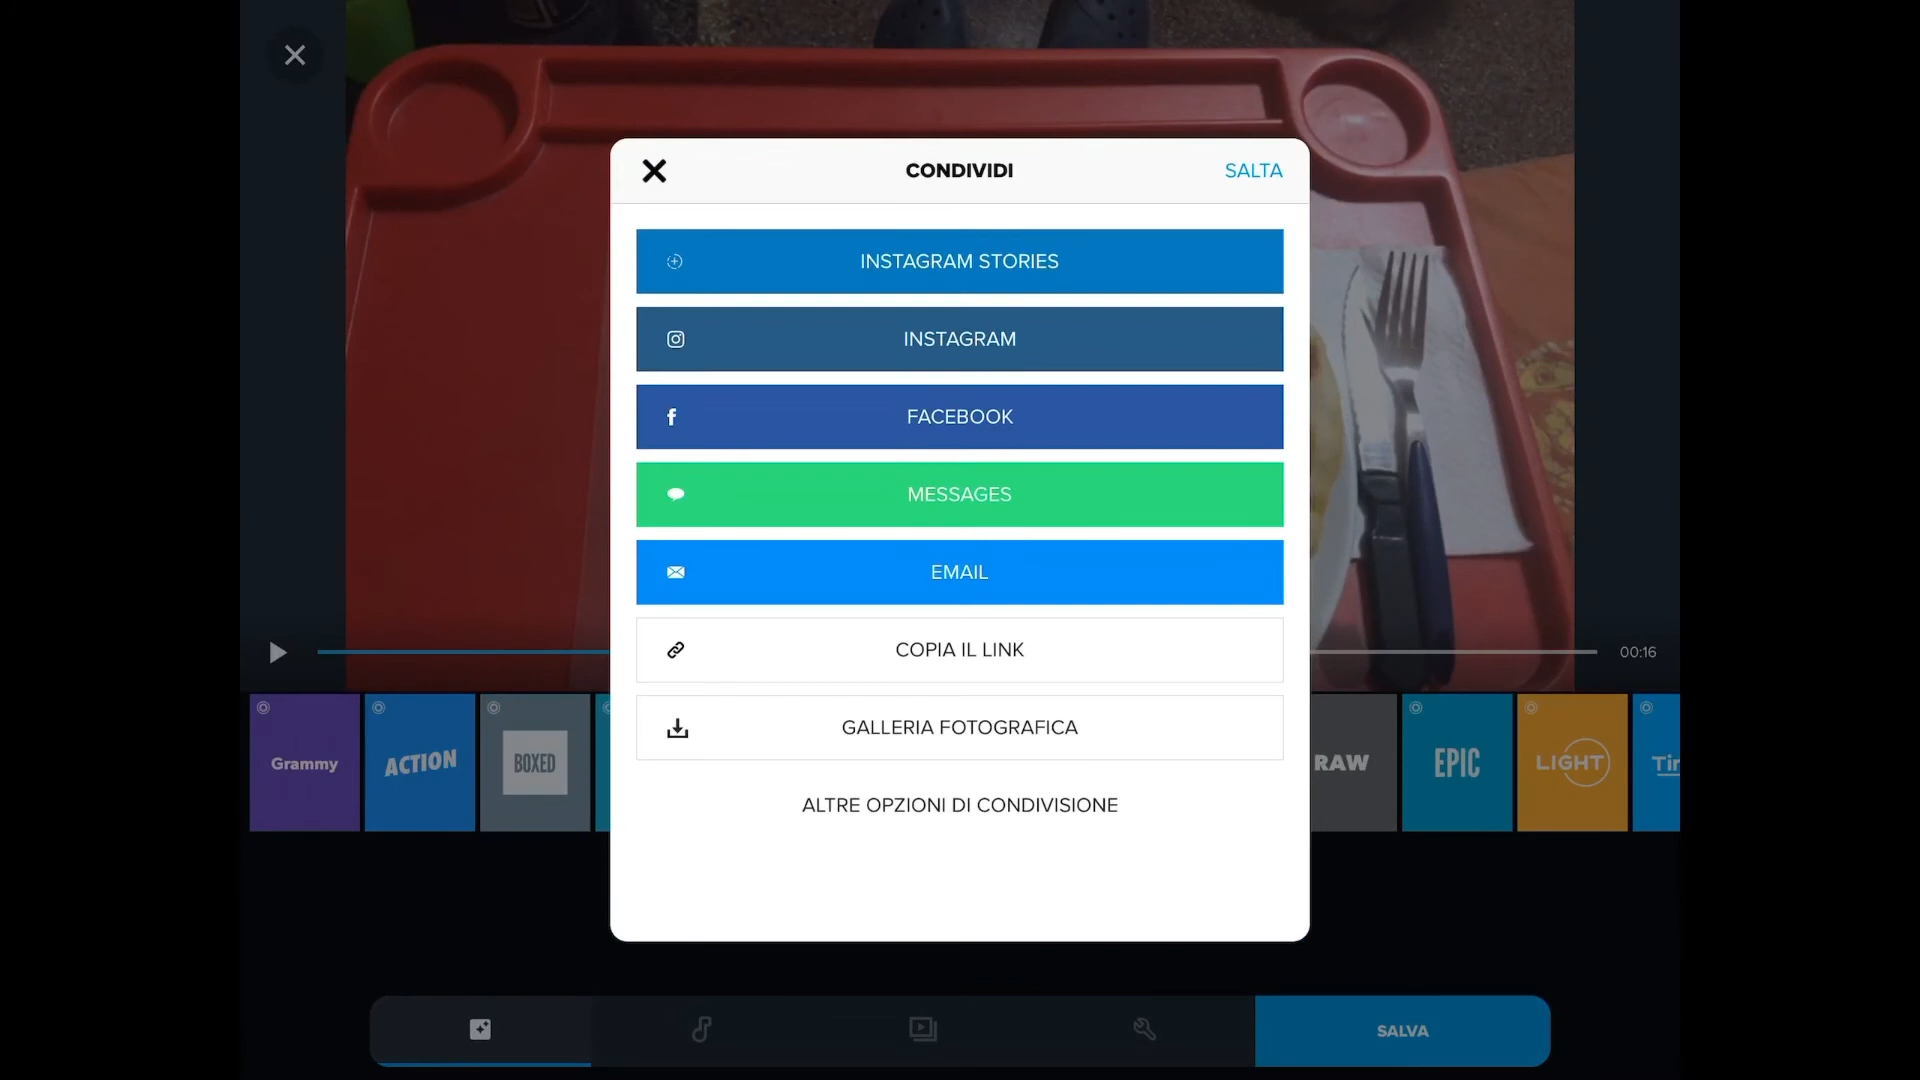 CONDIVIDI
SALTA
INSTAGRAM STORIES
INSTAGRAM
FACEBOOK
MESSAGES
EMAIL
COPIA IL LINK
GALLERIA FOTOGRAFICA
ALTRE OPZIONI DI CONDIVISIONE
00:16
Grammy
ACTION
BOXED
RAW
EPIC
LIGHT
SALVA